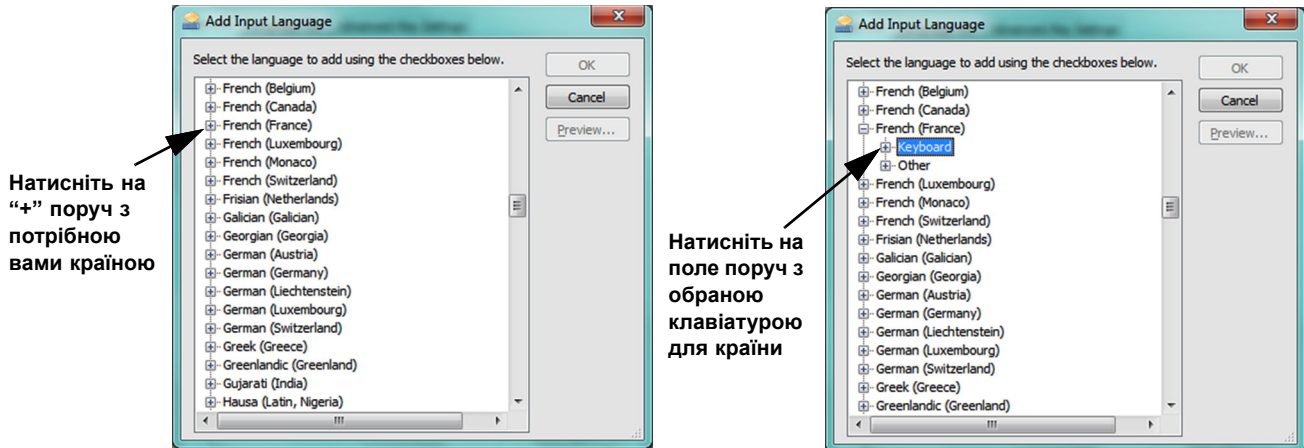 Add Input Language
Select the language to add using the checkboxes below.
French (Belgium)
French (Canada)
French (France)
French (Luxembourg)
French (Monaco)
French (Switzerland)
Frisian (Netherlands)
Galician (Galician)
Georgian (Georgia)
German (Austria)
German (Germany)
German (Liechtenstein)
German (Luxembourg)
German (Switzerland)
Greek (Greece)
Greenlandic (Greenland)
Gujarati (India)
Hausa (Latin, Nigeria)
OK
Cancel
Preview...
Натисніть на
“+” поруч з
потрібною
вами країною
Add Input Language
Select the language to add using the checkboxes below.
French (Belgium)
French (Canada)
French (France)
Keyboard
Other
French (Luxembourg)
French (Monaco)
French (Switzerland)
Frisian (Netherlands)
Galician (Galician)
Georgian (Georgia)
German (Austria)
German (Germany)
German (Liechtenstein)
German (Luxembourg)
German (Switzerland)
Greek (Greece)
Greenlandic (Greenland)
OK
Cancel
Preview...
Натисніть на
поле поруч з
обраною
клавіатурою
для країни